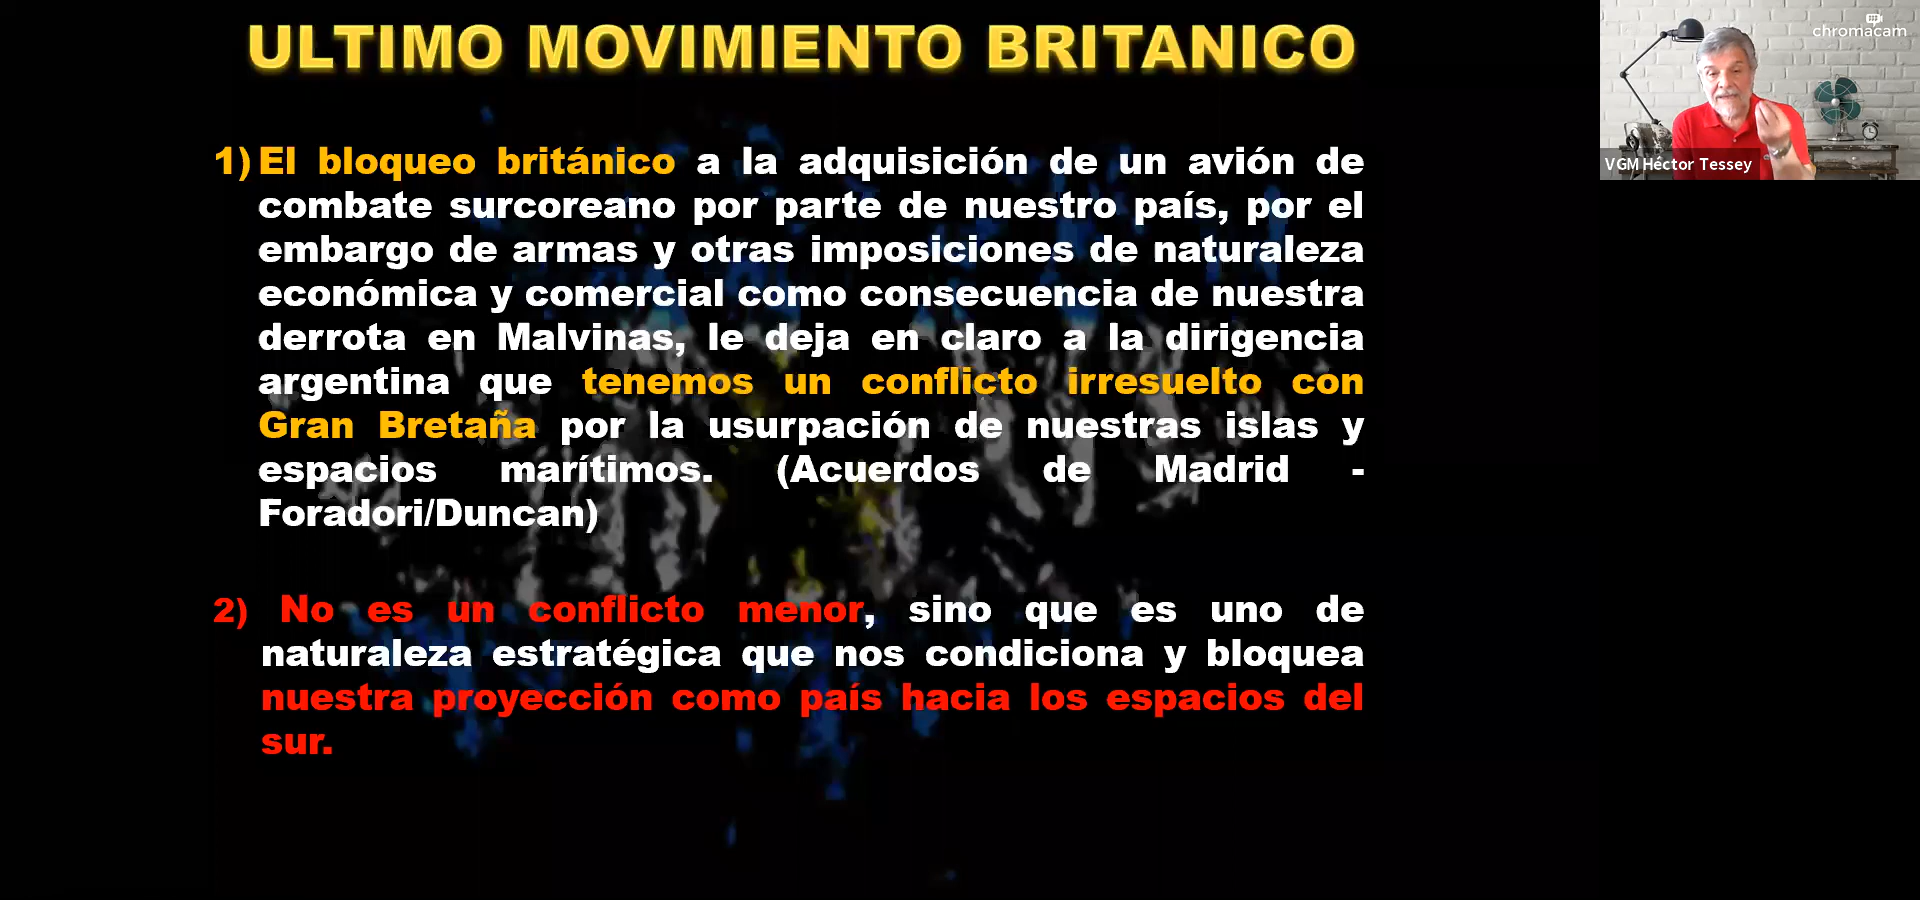 ULTIMO MOVIMIENTO BRITANICO
chromacam
VGM Héctor Tessey
1) El bloqueo británico a la adquisición de un avión de
combate surcoreano por parte de nuestro país, por el
embargo de armas y otras imposiciones de naturaleza
económica y comercial como consecuencia de nuestra
derrota en Malvinas, le deja en claro a la dirigencia
argentina que tenemos un conflicto irresuelto con
Gran Bretaña por la usurpación de nuestras islas y
espacios marítimos. (Acuerdos de Madrid -
Foradori/Duncan)
2) No es un conflicto menor, sino que es uno de
naturaleza estratégica que nos condiciona y bloquea
nuestra proyección como país hacia los espacios del
sur.